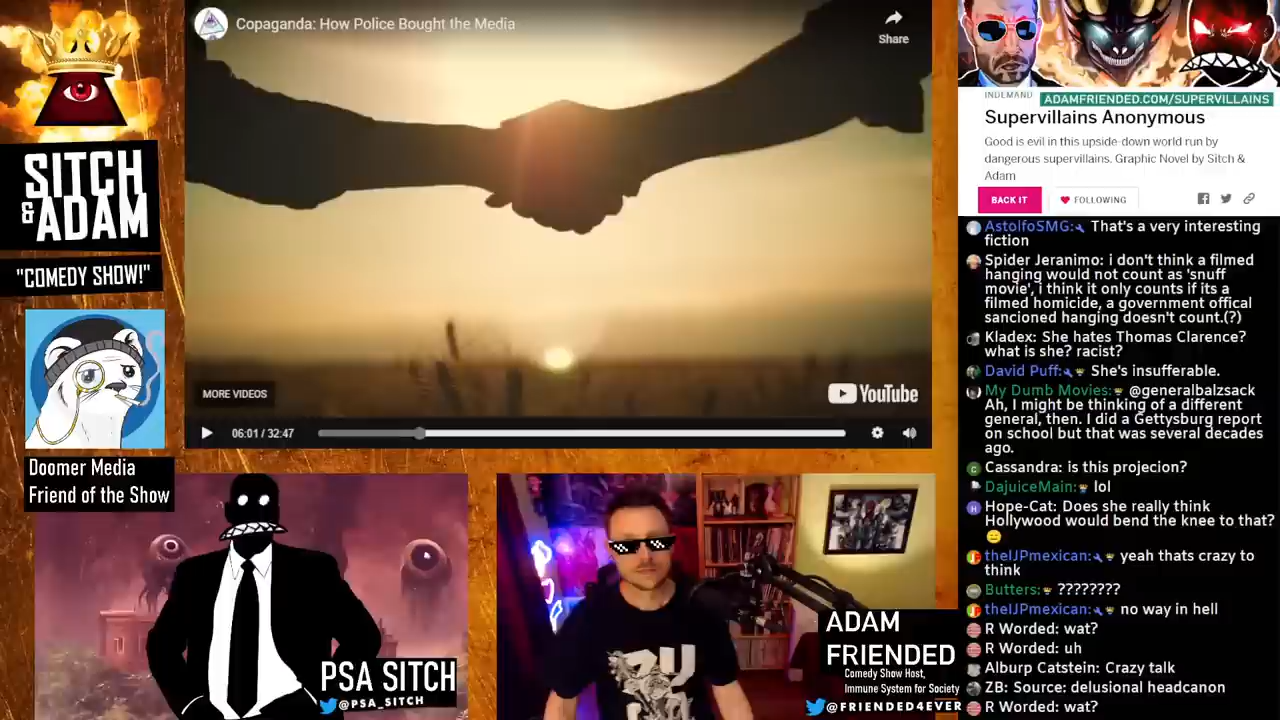 Copaganda: How Police Bought the Media
Share
SITCH
& ADAM
"COMEDY SHOW!"
Doomer Media
Friend of the Show
MORE VIDEOS
YouTube
06:01 / 32:47
PSA SITCH
@PSA_SITCH
ADAM
FRIENDED
Comedy Show Host,
Immune System for Society
@FRIENDED4EVER
INDEMAND
ADAMFRIENDED.COM/SUPERVILLAINS
Supervillains Anonymous
Good is evil in this upside-down world run by
dangerous supervillains. Graphic Novel by Sitch &
Adam
BACK IT
FOLLOWING
AstolfoSMG: That's a very interesting
fiction
Spider Jeranimo: i don't think a filmed
hanging would not count as 'snuff
movie', i think it only counts if its a
filmed homicide, a government offical
sancioned hanging doesn't count.(?)
Kladex: She hates Thomas Clarence?
what is she? racist?
David Puff: She's insufferable.
My Dumb Movies: @generalbalzsack
Ah, I might be thinking of a different
general, then. I did a Gettysburg report
on school but that was several decades
ago.
Cassandra: is this projecion?
DajuiceMain: lol
Hope-Cat: Does she really think
Hollywood would bend the knee to that?
theIJPmexican: yeah thats crazy to
think
Butters: ????????
theIJPmexican: no way in hell
R Worded: wat?
R Worded: uh
Alburp Catstein: Crazy talk
ZB: Source: delusional headcanon
R Worded: wat?